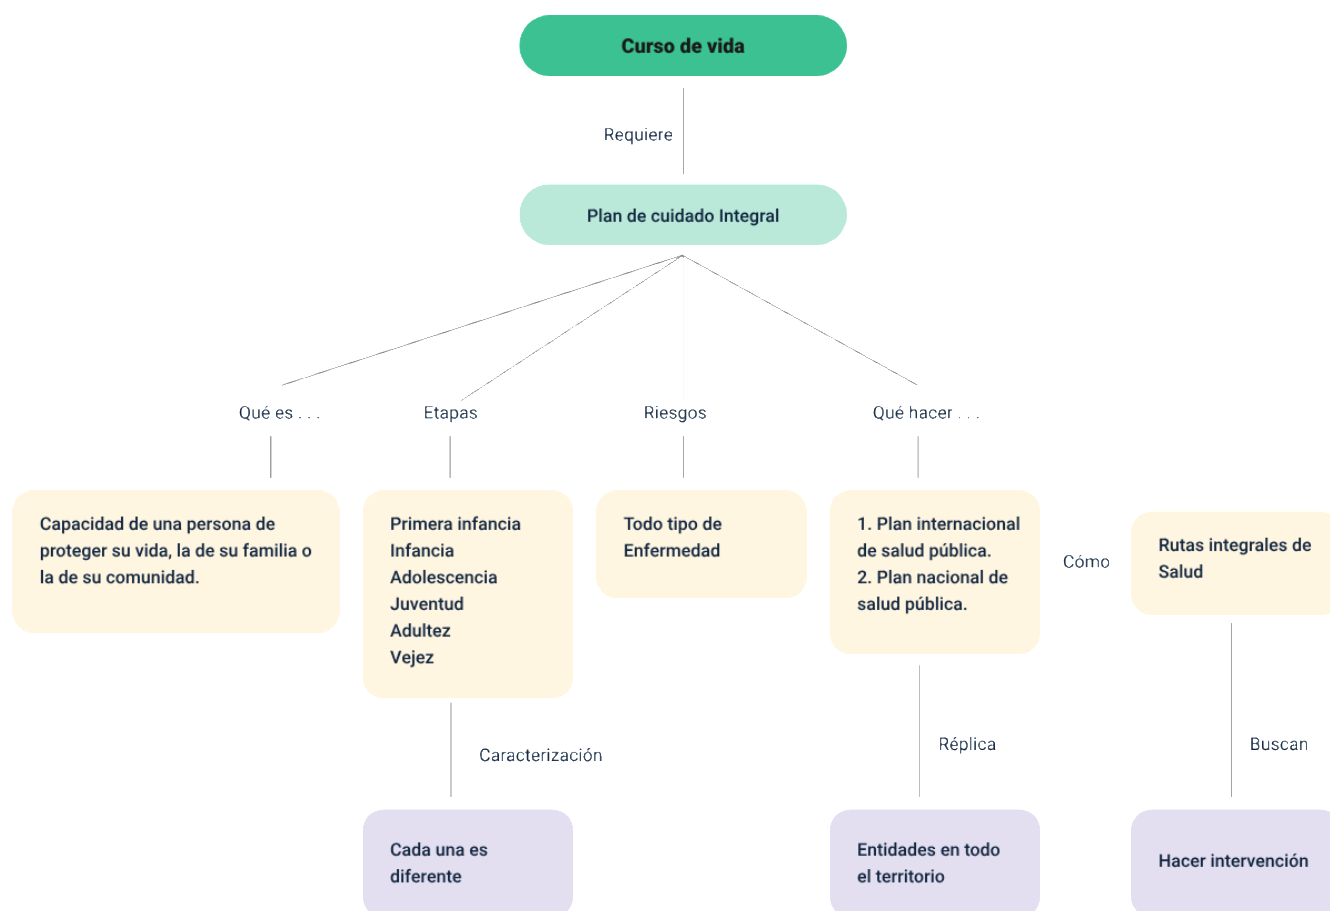 Curso de vida
Requiere
Plan de cuidado Integral
Qué es . . .
Etapas
Riesgos
Qué hacer . . .
Capacidad de una persona de
proteger su vida, la de su familia o
la de su comunidad.
Primera infancia
Infancia
Adolescencia
Juventud
Adultez
Vejez
Todo tipo de
Enfermedad
1. Plan internacional
de salud pública.
2. Plan nacional de
salud pública.
Cómo
Rutas integrales de
Salud
Caracterización
Réplica
Buscan
Cada una es
diferente
Entidades en todo
el territorio
Hacer intervención